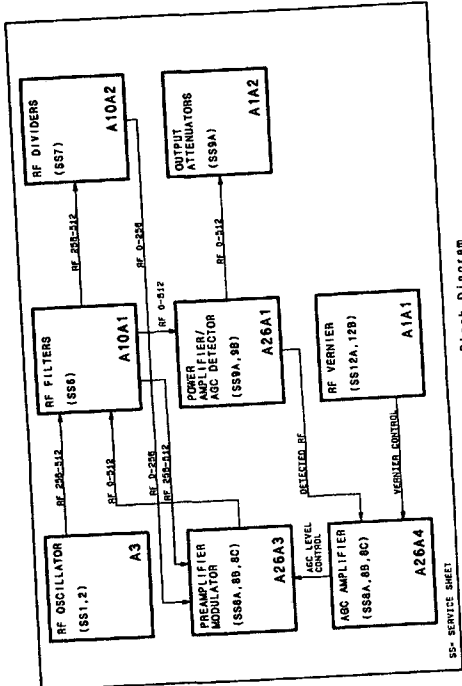 RF OSCILLATOR
(SS1,2)
A3
RF 256-512
RF FILTERS
(SS6)
A10A1
RF 256-512
RF DIVIDERS
(SS7)
A10A2
RF 0-512
RF 0-256
RF 256-512
RF 0-512
RF 0-256
PREAMPLIFIER
MODULATOR
(SS8A,8B,8C)
A26A3
POWER
AMPLIFIER/
AGC DETECTOR
(SS9A,9B)
A26A1
RF 0-512
OUTPUT
ATTENUATORS
(SS9A)
A1A2
AGC LEVEL
CONTROL
DETECTED RF
AGC AMPLIFIER
(SS8A,8B,8C)
A26A4
VERNIER CONTROL
RF VERNIER
(SS12A,12B)
A1A1
SS= SERVICE SHEET
Block Diagram